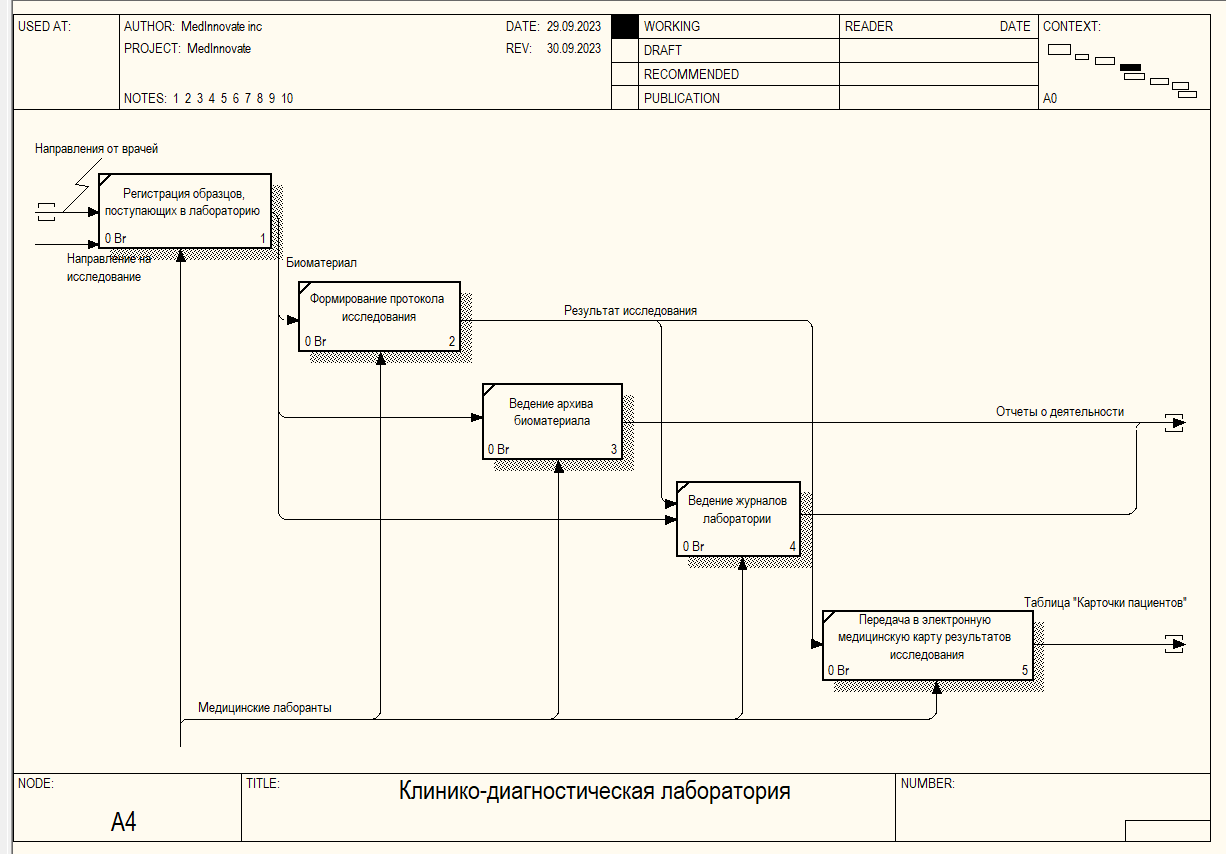 USED AT:
AUTHOR: MedInnovate inc
DATE: 29.09.2023
PROJECT: MedInnovate
REV: 30.09.2023
NOTES: 1 2 3 4 5 6 7 8 9 10
WORKING
DRAFT
RECOMMENDED
PUBLICATION
READER
DATE
CONTEXT:
A0
Направления от врачей
Регистрация образцов,
поступающих в лабораторию
0 Br
1
Направление на
исследование
Биоматериал
Формирование протокола
исследования
0 Br
2
Результат исследования
Ведение архива
биоматериала
0 Br
3
Отчеты о деятельности
Ведение журналов
лаборатории
0 Br
4
Таблица "Карточки пациентов"
Передача в электронную
медицинскую карту результатов
исследования
0 Br
5
Медицинские лаборанты
NODE:
A4
TITLE:
Клинико-диагностическая лаборатория
NUMBER: